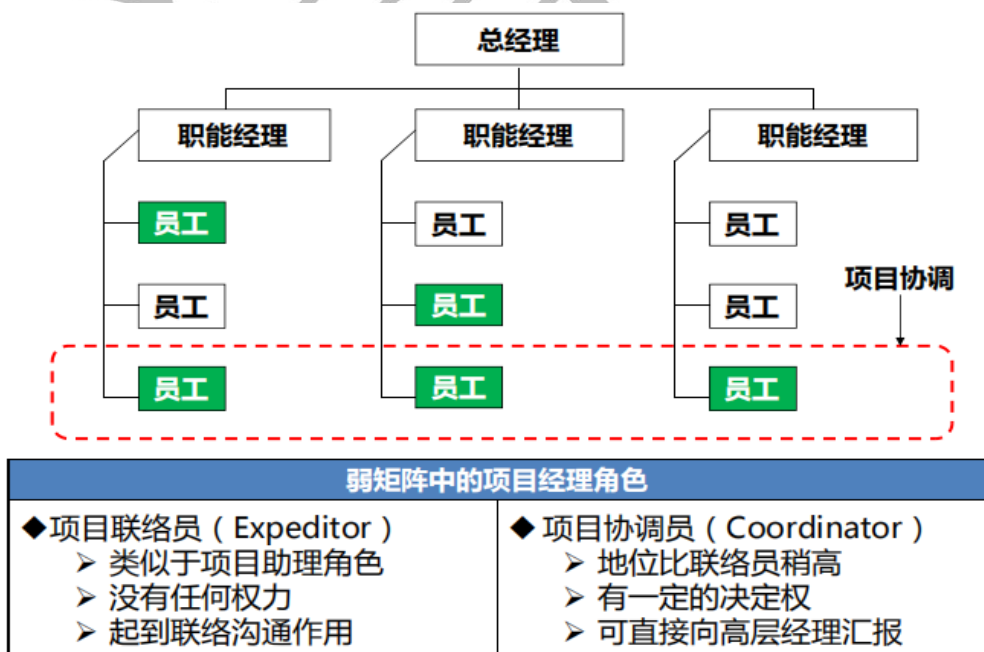 总经理
职能经理 职能经理 职能经理
员工 员工 员工
项目协调
员工 员工 员工
员工 员工 员工
弱矩阵中的项目经理角色
◆项目联络员（Expeditor）
➢ 类似于项目助理角色
➢ 没有任何权力
➢ 起到联络沟通作用
◆ 项目协调员（Coordinator）
➢ 地位比联络员稍高
➢ 有一定的决定权
➢ 可直接向高层经理汇报